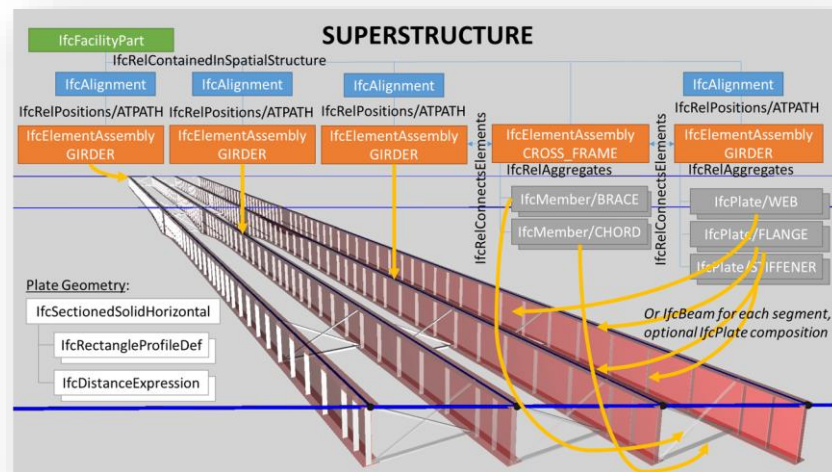 SUPERSTRUCTURE
IfcFacilityPart
IfcRelContainedInSpatialStructure
IfcAlignment
IfcAlignment
IfcAlignment
IfcAlignment
IfcRelPositions/ATPATH
IfcRelPositions/ATPATH
IfcRelPositions/ATPATH
IfcRelPositions/ATPATH
IfcElementAssembly
GIRDER
IfcElementAssembly
GIRDER
IfcElementAssembly
GIRDER
IfcRelConnectsElements
IfcElementAssembly
CROSS_FRAME
IfcRelConnectsElements
IfcElementAssembly
GIRDER
IfcRelAggregates
IfcRelAggregates
IfcMember/BRACE
IfcMember/CHORD
IfcPlate/WEB
IfcPlate/FLANGE
IfcPlate/STIFFENER
Or IfcBeam for each segment,
optional IfcPlate composition
Plate Geometry:
IfcSectionedSolidHorizontal
IfcRectangleProfileDef
IfcDistanceExpression